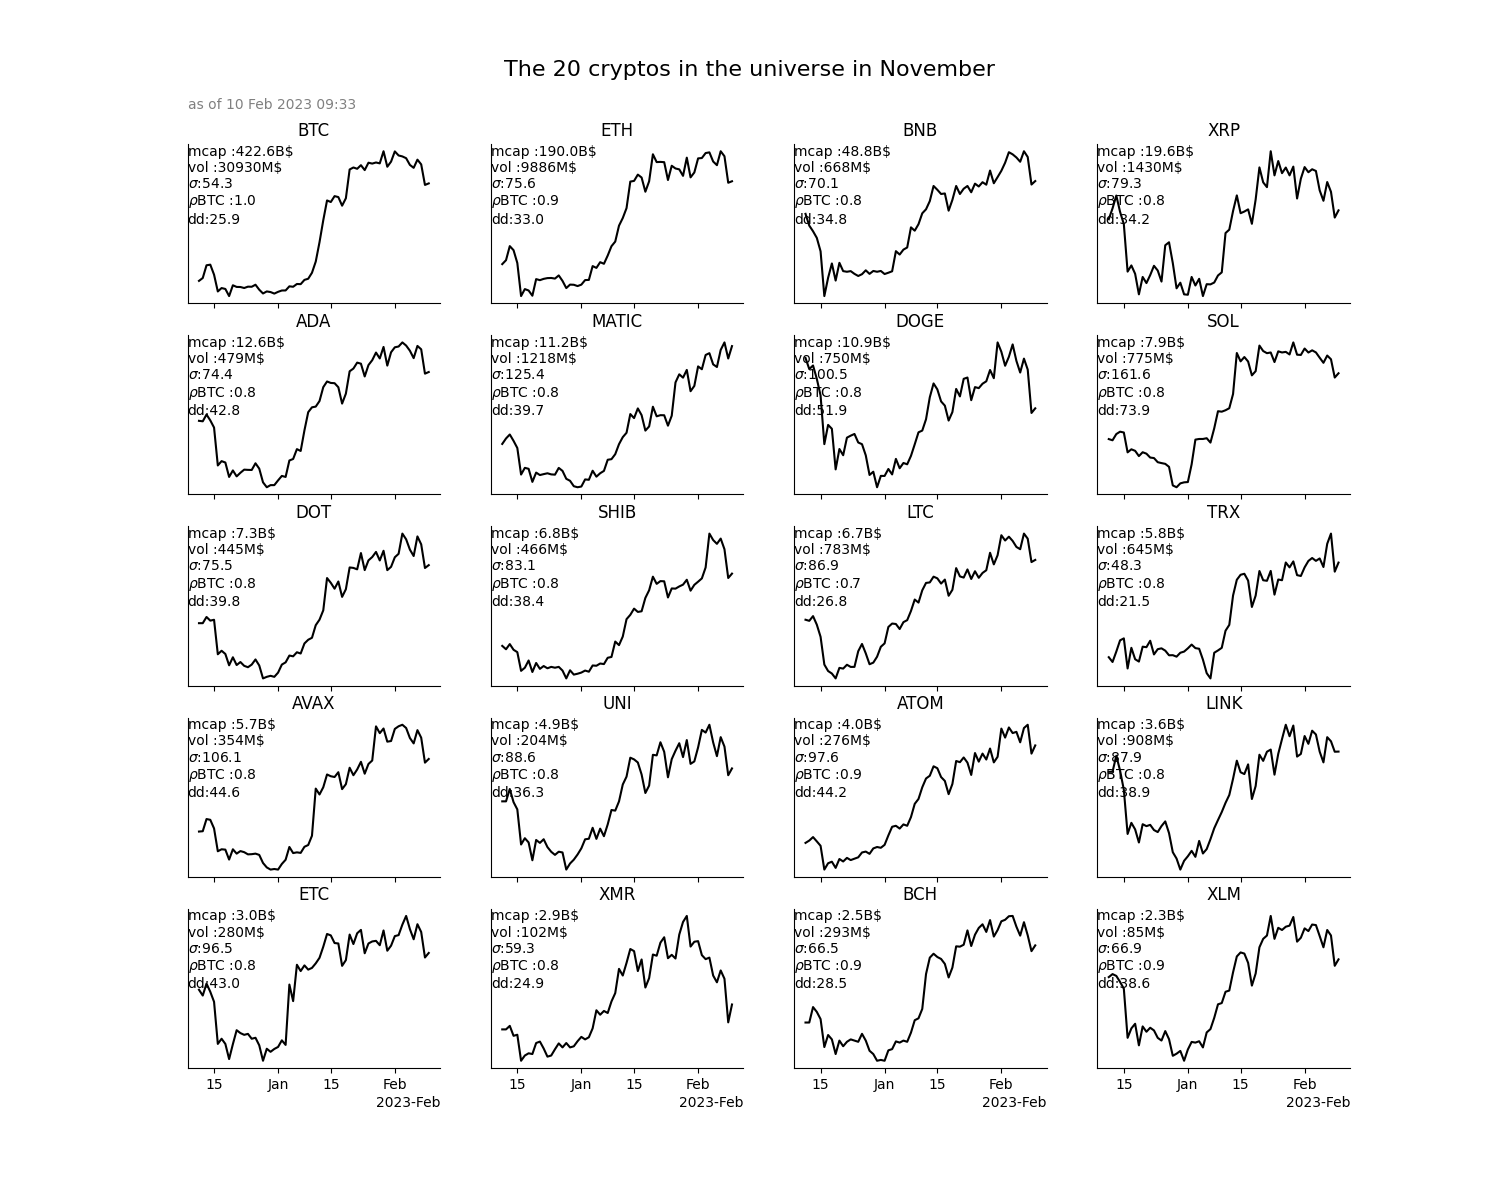 The 20 cryptos in the universe in November
as of 10 Feb 2023 09:33
BTC
mcap :422.6B$
vol :30930M$
σ:54.3
ρBTC :1.0
dd:25.9
ETH
mcap :190.0B$
vol :9886M$
σ:75.6
ρBTC :0.9
dd:33.0
BNB
mcap :48.8B$
vol :668M$
σ:70.1
ρBTC :0.8
dd:34.8
XRP
mcap :19.6B$
vol :1430M$
σ:79.3
ρBTC :0.8
dd:34.2
ADA
mcap :12.6B$
vol :479M$
σ:74.4
ρBTC :0.8
dd:42.8
MATIC
mcap :11.2B$
vol :1218M$
σ:125.4
ρBTC :0.8
dd:39.7
DOGE
mcap :10.9B$
vol :750M$
σ:100.5
ρBTC :0.8
dd:51.9
SOL
mcap :7.9B$
vol :775M$
σ:161.6
ρBTC :0.8
dd:73.9
DOT
mcap :7.3B$
vol :445M$
σ:75.5
ρBTC :0.8
dd:39.8
SHIB
mcap :6.8B$
vol :466M$
σ:83.1
ρBTC :0.8
dd:38.4
LTC
mcap :6.7B$
vol :783M$
σ:86.9
ρBTC :0.7
dd:26.8
TRX
mcap :5.8B$
vol :645M$
σ:48.3
ρBTC :0.8
dd:21.5
AVAX
mcap :5.7B$
vol :354M$
σ:106.1
ρBTC :0.8
dd:44.6
UNI
mcap :4.9B$
vol :204M$
σ:88.6
ρBTC :0.8
dd:36.3
ATOM
mcap :4.0B$
vol :276M$
σ:97.6
ρBTC :0.9
dd:44.2
LINK
mcap :3.6B$
vol :908M$
σ:87.9
ρBTC :0.8
dd:38.9
ETC
mcap :3.0B$
vol :280M$
σ:96.5
ρBTC :0.8
dd:43.0
15 Jan 15 Feb
2023-Feb
XMR
mcap :2.9B$
vol :102M$
σ:59.3
ρBTC :0.8
dd:24.9
15 Jan 15 Feb
2023-Feb
BCH
mcap :2.5B$
vol :293M$
σ:66.5
ρBTC :0.9
dd:28.5
15 Jan 15 Feb
2023-Feb
XLM
mcap :2.3B$
vol :85M$
σ:66.9
ρBTC :0.9
dd:38.6
15 Jan 15 Feb
2023-Feb